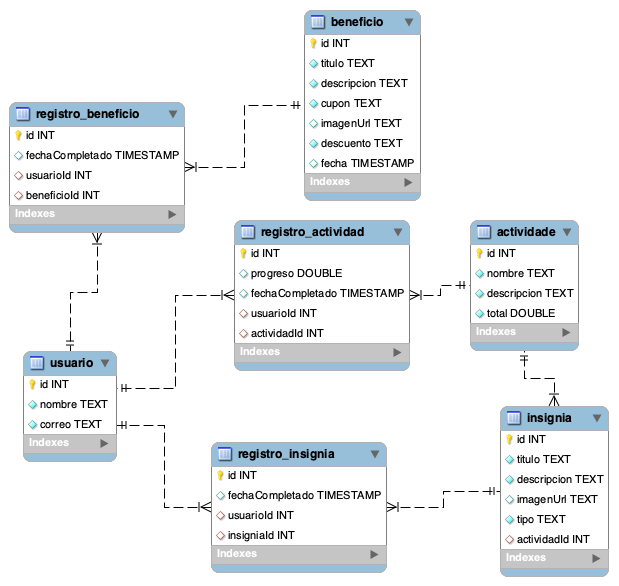 beneficio
id INT
titulo TEXT
descripcion TEXT
cupon TEXT
imagenUrl TEXT
descuento TEXT
fecha TIMESTAMP
Indexes
registro_beneficio
id INT
fechaCompletado TIMESTAMP
usuarioId INT
beneficioId INT
Indexes
registro_actividad
id INT
progreso DOUBLE
fechaCompletado TIMESTAMP
usuarioId INT
actividadId INT
Indexes
actividade
id INT
nombre TEXT
descripcion TEXT
total DOUBLE
Indexes
usuario
id INT
nombre TEXT
correo TEXT
Indexes
registro_insignia
id INT
fechaCompletado TIMESTAMP
usuarioId INT
insigniaId INT
Indexes
insignia
id INT
titulo TEXT
descripcion TEXT
imagenUrl TEXT
tipo TEXT
actividadId INT
Indexes